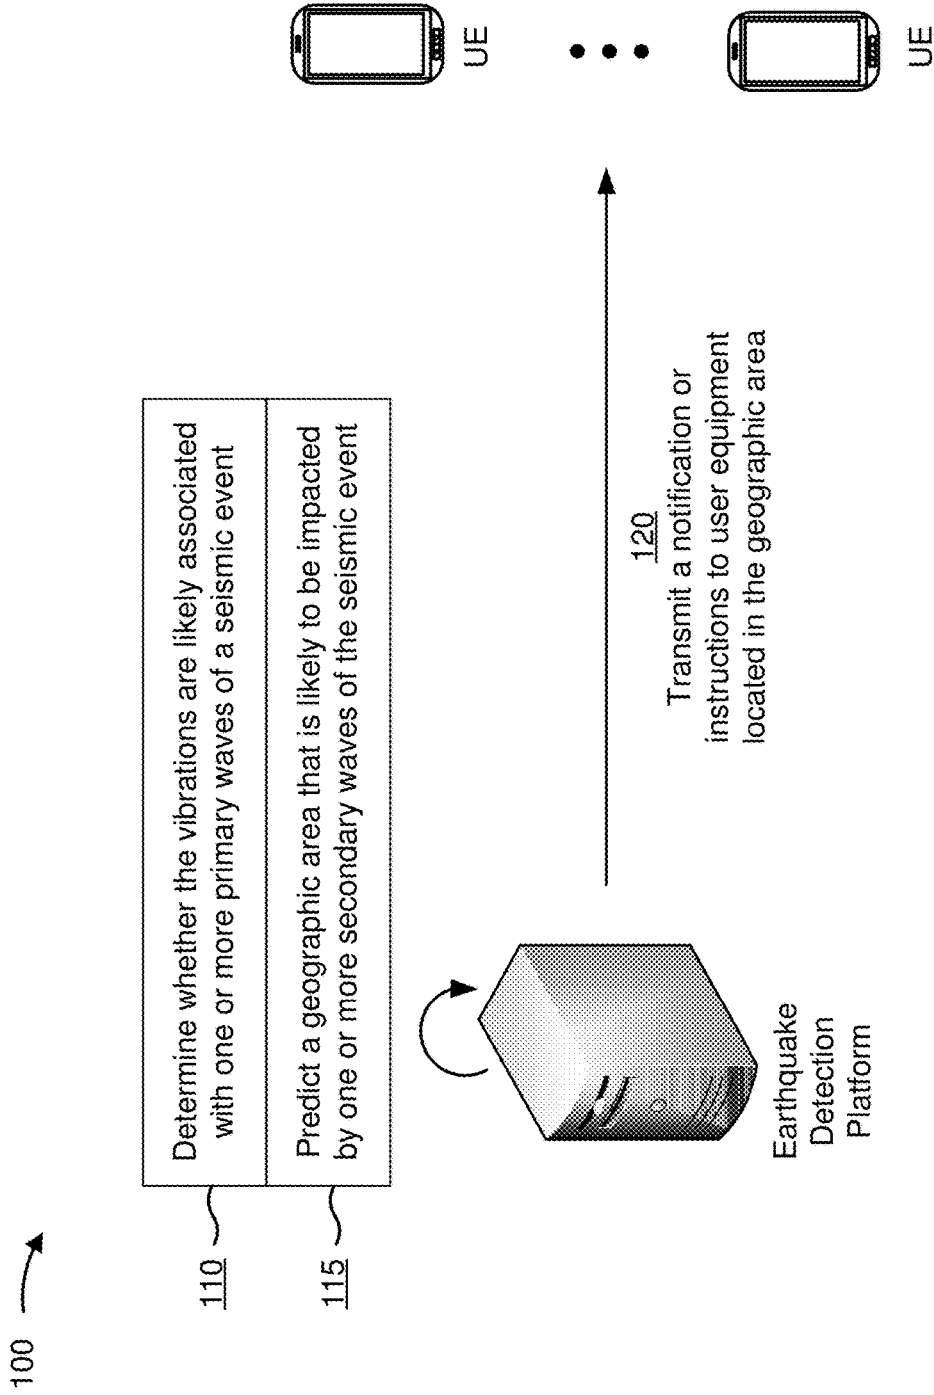 100
110
Determine whether the vibrations are likely associated
with one or more primary waves of a seismic event
115
Predict a geographic area that is likely to be impacted
by one or more secondary waves of the seismic event
Earthquake
Detection
Platform
120
Transmit a notification or
instructions to user equipment
located in the geographic area
UE
UE